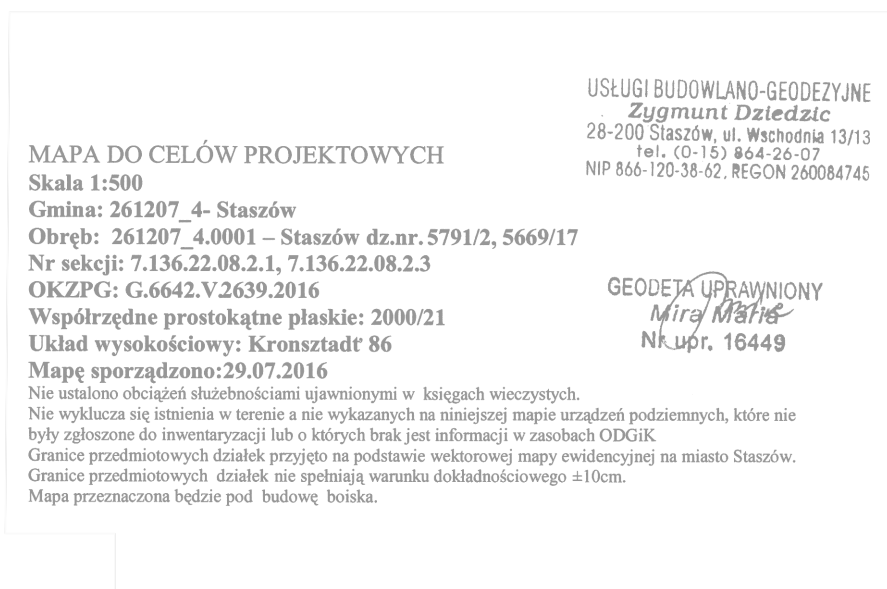 USŁUGI BUDOWLANO-GEODEZYJNE
Zygmunt Dziedzic
28-200 Staszów, ul. Wschodnia 13/13
tel. (0-15) 864-26-07
NIP 866-120-38-62, REGON 260084745
MAPA DO CELÓW PROJEKTOWYCH
Skala 1:500
Gmina: 261207_4- Staszów
Obręb: 261207_4.0001 – Staszów dz.nr. 5791/2, 5669/17
Nr sekcji: 7.136.22.08.2.1, 7.136.22.08.2.3
OKZPG: G.6642.V.2639.2016
Współrzędne prostokątne płaskie: 2000/21
Układ wysokościowy: Kronsztadt 86
Mapę sporządzono:29.07.2016
GEODETA UPRAWNIONY
Mira Maria
Nr upr. 16449
Nie ustalono obciążeń służebnościami ujawnionymi w księgach wieczystych.
Nie wyklucza się istnienia w terenie a nie wykazanych na niniejszej mapie urządzeń podziemnych, które nie
były zgłoszone do inwentaryzacji lub o których brak jest informacji w zasobach ODGiK
Granice przedmiotowych działek przyjęto na podstawie wektorowej mapy ewidencyjnej na miasto Staszów.
Granice przedmiotowych działek nie spełniają warunku dokładnościowego ±10cm.
Mapa przeznaczona będzie pod budowę boiska.